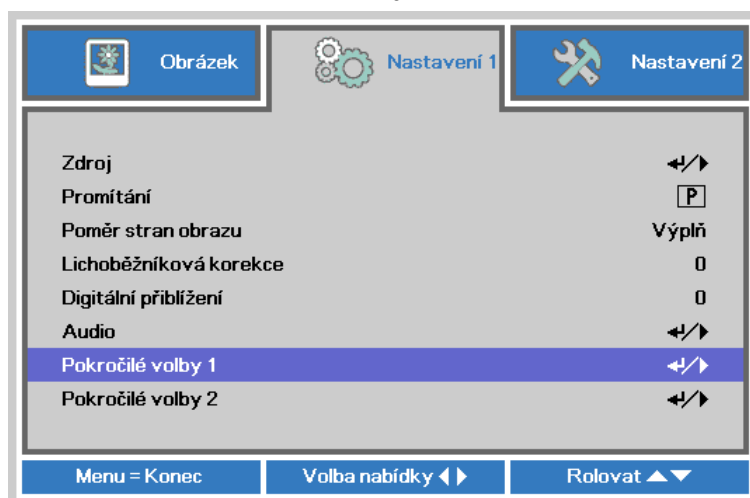 Obrázek Nastavení 1 Nastavení 2
Zdroj
Promítání P
Poměr stran obrazu Výplň
Lichoběžníková korekce 0
Digitální přiblížení 0
Audio
Pokročilé volby 1
Pokročilé volby 2
Menu = Konec Volba nabídky Rolovat